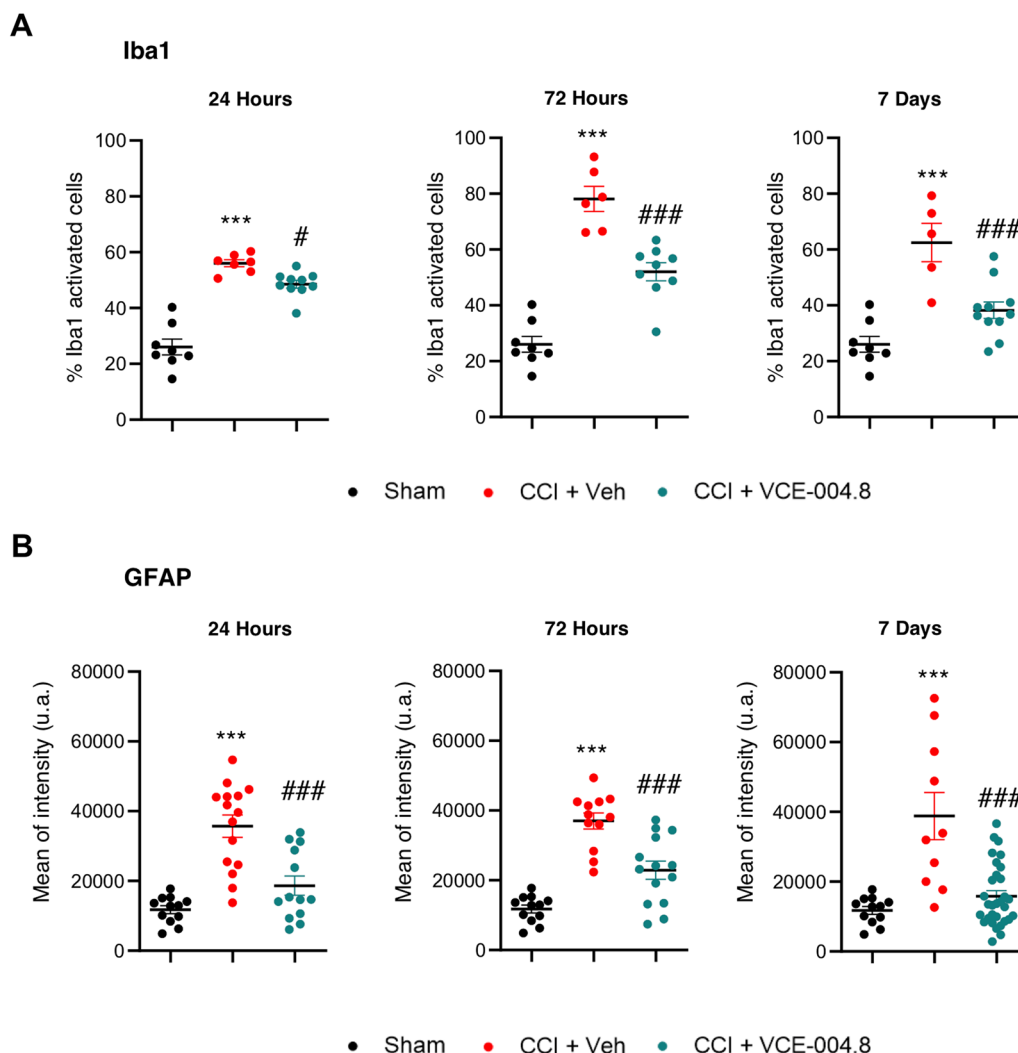 A
Iba1
24 Hours
72 Hours
7 Days
% Iba1 activated cells
100
80
60
40
20
0
***
#
% Iba1 activated cells
100
80
60
40
20
0
***
###
% Iba1 activated cells
100
80
60
40
20
0
***
###
Sham CCI + Veh CCI + VCE-004.8
B
GFAP
24 Hours
72 Hours
7 Days
Mean of intensity (u.a.)
80000
60000
40000
20000
0
***
###
Mean of intensity (u.a.)
80000
60000
40000
20000
0
***
###
Mean of intensity (u.a.)
80000
60000
40000
20000
0
***
###
Sham CCI + Veh CCI + VCE-004.8